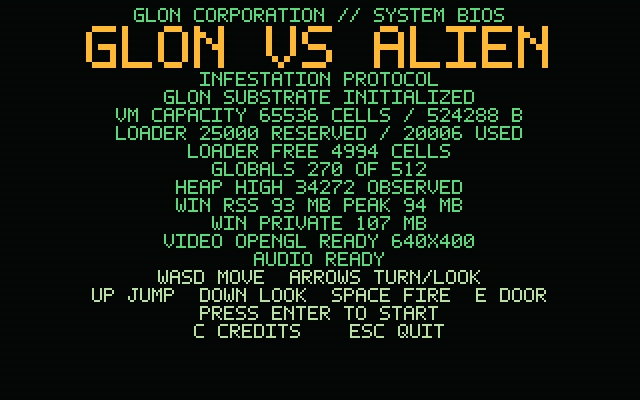 GLON CORPORATION // SYSTEM BIOS
GLON VS ALIEN
INFESTATION PROTOCOL
GLON SUBSTRATE INITIALIZED
VM CAPACITY 65536 CELLS / 524288 B
LOADER 25000 RESERVED / 20006 USED
LOADER FREE 4994 CELLS
GLOBALS 270 OF 512
HEAP HIGH 34272 OBSERVED
WIN RSS 93 MB PEAK 94 MB
WIN PRIVATE 107 MB
VIDEO OPENGL READY 640X400
AUDIO READY
WASD MOVE  ARROWS TURN/LOOK
UP JUMP  DOWN LOOK  SPACE FIRE  E DOOR
PRESS ENTER TO START
C CREDITS    ESC QUIT